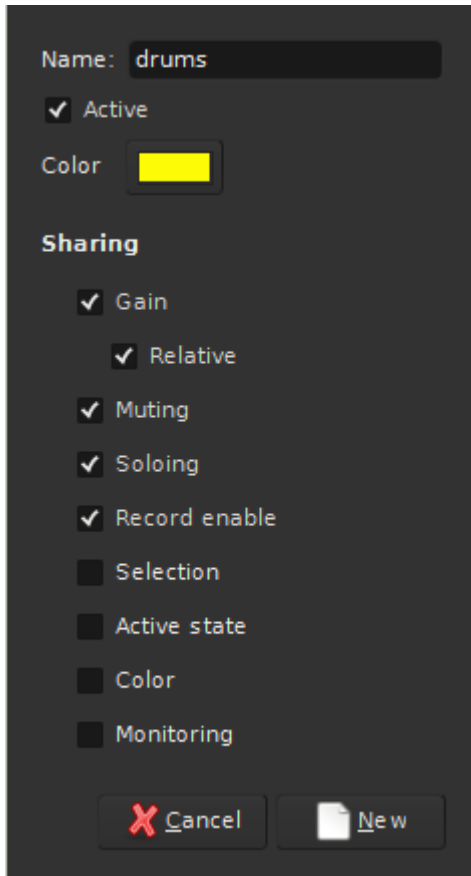 Name: drums
Active
Color
Sharing
Gain
Relative
Muting
Soloing
Record enable
Selection
Active state
Color
Monitoring
Cancel New